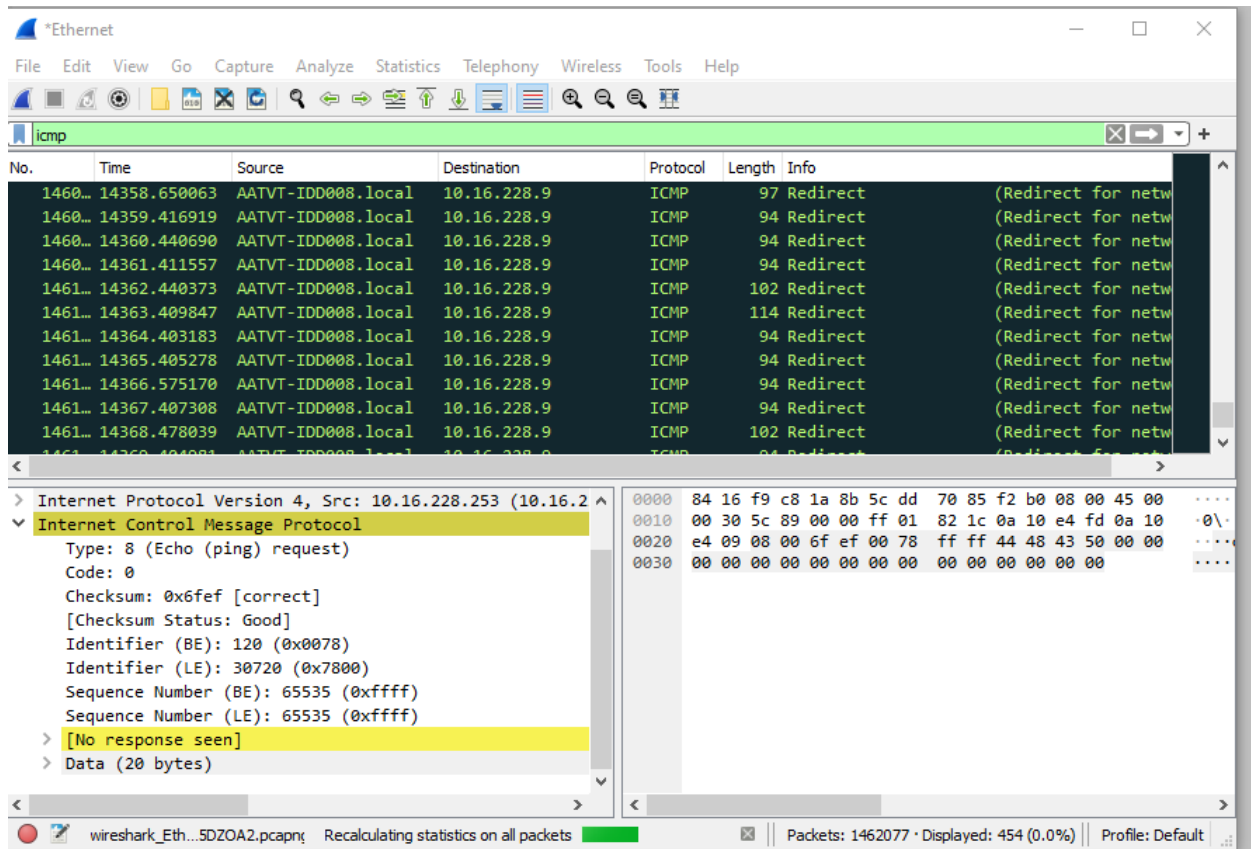 *Ethernet
File Edit View Go Capture Analyze Statistics Telephony Wireless Tools Help
icmp
No. Time Source Destination Protocol Length Info
1460… 14358.650063 AATVT-IDD008.local 10.16.228.9 ICMP 97 Redirect (Redirect for netw
1460… 14359.416919 AATVT-IDD008.local 10.16.228.9 ICMP 94 Redirect (Redirect for netw
1460… 14360.440690 AATVT-IDD008.local 10.16.228.9 ICMP 94 Redirect (Redirect for netw
1460… 14361.411557 AATVT-IDD008.local 10.16.228.9 ICMP 94 Redirect (Redirect for netw
1461… 14362.440373 AATVT-IDD008.local 10.16.228.9 ICMP 102 Redirect (Redirect for netw
1461… 14363.409847 AATVT-IDD008.local 10.16.228.9 ICMP 114 Redirect (Redirect for netw
1461… 14364.403183 AATVT-IDD008.local 10.16.228.9 ICMP 94 Redirect (Redirect for netw
1461… 14365.405278 AATVT-IDD008.local 10.16.228.9 ICMP 94 Redirect (Redirect for netw
1461… 14366.575170 AATVT-IDD008.local 10.16.228.9 ICMP 94 Redirect (Redirect for netw
1461… 14367.407308 AATVT-IDD008.local 10.16.228.9 ICMP 94 Redirect (Redirect for netw
1461… 14368.478039 AATVT-IDD008.local 10.16.228.9 ICMP 102 Redirect (Redirect for netw
Internet Protocol Version 4, Src: 10.16.228.253 (10.16.2
Internet Control Message Protocol
Type: 8 (Echo (ping) request)
Code: 0
Checksum: 0x6fef [correct]
[Checksum Status: Good]
Identifier (BE): 120 (0x0078)
Identifier (LE): 30720 (0x7800)
Sequence Number (BE): 65535 (0xffff)
Sequence Number (LE): 65535 (0xffff)
[No response seen]
Data (20 bytes)
0000 84 16 f9 c8 1a 8b 5c dd 70 85 f2 b0 08 00 45 00 ····
0010 00 30 5c 89 00 00 ff 01 82 1c 0a 10 e4 fd 0a 10 ·0\·
0020 e4 09 08 00 6f ef 00 78 ff ff 44 48 43 50 00 00 ····
0030 00 00 00 00 00 00 00 00 00 00 00 00 00 00 ····
wireshark_Eth…5DZOA2.pcapng Recalculating statistics on all packets Packets: 1462077 · Displayed: 454 (0.0%) Profile: Default